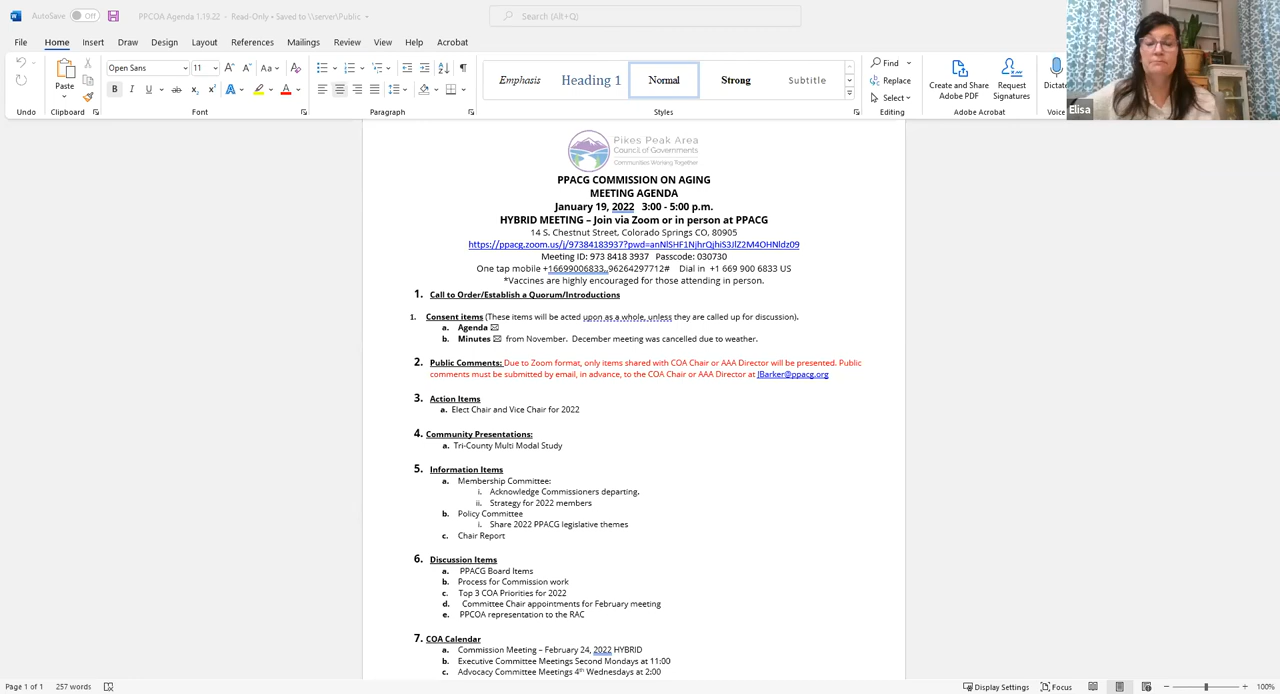 AutoSave Off PPCOA Agenda 1.19.22 - Read-Only • Saved to \\server\Public
Search (Alt+Q)
File Home Insert Draw Design Layout References Mailings Review View Help Acrobat
Open Sans 11 Aa
Paste
Emphasis Heading 1 Normal Strong Subtitle
Find
Replace
Select
Create and Share Adobe PDF
Request Signatures
Dictate
Undo Clipboard Font Paragraph Styles Editing Adobe Acrobat Voice
Elisa
Pikes Peak Area
Council of Governments
Communities Working Together
PPACG COMMISSION ON AGING
MEETING AGENDA
January 19, 2022 3:00 - 5:00 p.m.
HYBRID MEETING – Join via Zoom or in person at PPACG
14 S. Chestnut Street, Colorado Springs CO, 80905
https://ppacg.zoom.us/j/97384183937?pwd=anNlSHF1NjhrQjhiS3JlZ2M4OHNldz09
Meeting ID: 973 8418 3937 Passcode: 030730
One tap mobile +16699006833,,96264297712# Dial in +1 669 900 6833 US
*Vaccines are highly encouraged for those attending in person.
1. Call to Order/Establish a Quorum/Introductions
1. Consent items (These items will be acted upon as a whole, unless they are called up for discussion).
a. Agenda ✉
b. Minutes ✉ from November. December meeting was cancelled due to weather.
2. Public Comments: Due to Zoom format, only items shared with COA Chair or AAA Director will be presented. Public
comments must be submitted by email, in advance, to the COA Chair or AAA Director at JBarker@ppacg.org
3. Action Items
a. Elect Chair and Vice Chair for 2022
4. Community Presentations:
a. Tri-County Multi Modal Study
5. Information Items
a. Membership Committee:
i. Acknowledge Commissioners departing.
ii. Strategy for 2022 members
b. Policy Committee
i. Share 2022 PPACG legislative themes
c. Chair Report
6. Discussion Items
a. PPACG Board Items
b. Process for Commission work
c. Top 3 COA Priorities for 2022
d. Committee Chair appointments for February meeting
e. PPCOA representation to the RAC
7. COA Calendar
a. Commission Meeting – February 24, 2022 HYBRID
b. Executive Committee Meetings Second Mondays at 11:00
c. Advocacy Committee Meetings 4th Wednesdays at 2:00
Page 1 of 1 257 words Display Settings Focus 100%